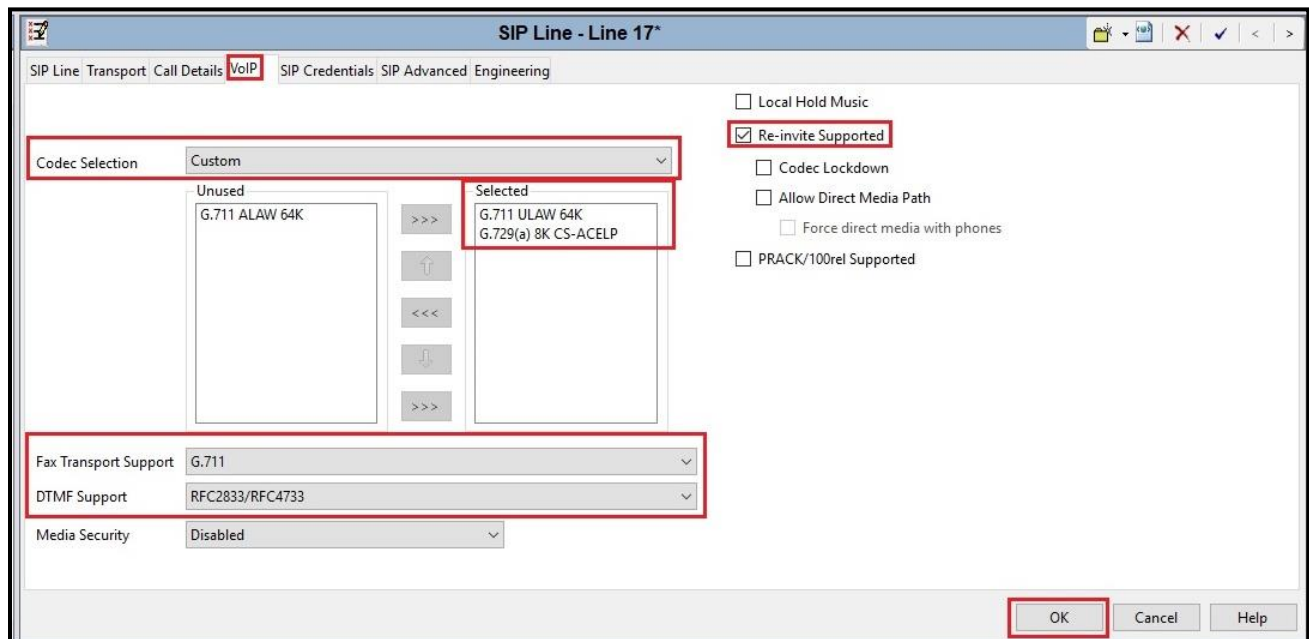 SIP Line - Line 17*
SIP Line Transport Call Details VoIP SIP Credentials SIP Advanced Engineering
Local Hold Music
Re-invite Supported
Codec Lockdown
Allow Direct Media Path
Force direct media with phones
PRACK/100rel Supported
Codec Selection Custom
Unused
G.711 ALAW 64K
>>>
<<<
>>>
Selected
G.711 ULAW 64K
G.729(a) 8K CS-ACELP
Fax Transport Support G.711
DTMF Support RFC2833/RFC4733
Media Security Disabled
OK Cancel Help